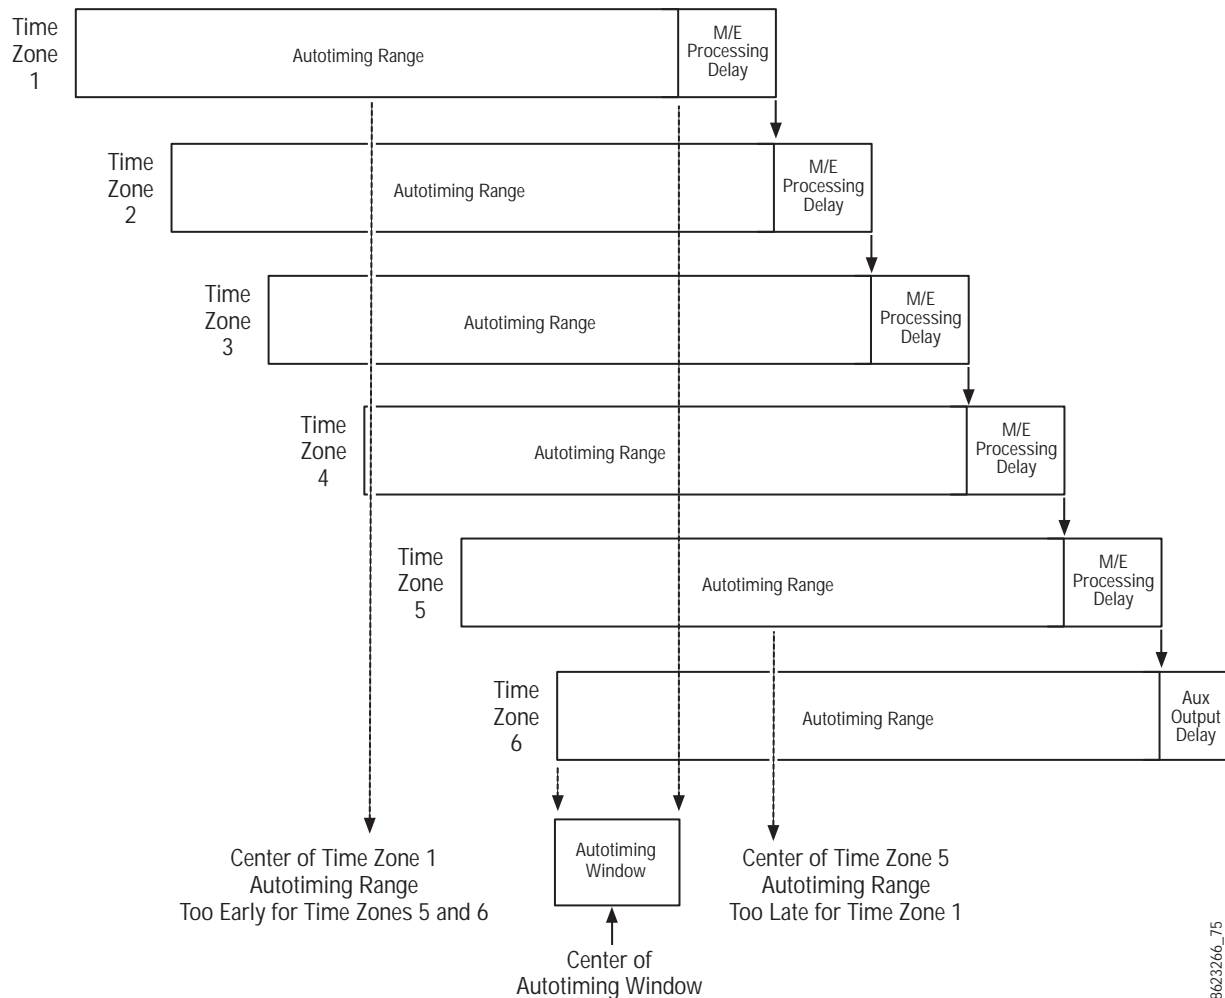 Time
Zone
1
Autotiming Range
M/E
Processing
Delay
Time
Zone
2
Autotiming Range
M/E
Processing
Delay
Time
Zone
3
Autotiming Range
M/E
Processing
Delay
Time
Zone
4
Autotiming Range
M/E
Processing
Delay
Time
Zone
5
Autotiming Range
M/E
Processing
Delay
Time
Zone
6
Autotiming Range
Aux
Output
Delay
Center of Time Zone 1
Autotiming Range
Too Early for Time Zones 5 and 6
Autotiming
Window
Center of Time Zone 5
Autotiming Range
Too Late for Time Zone 1
Center of
Autotiming Window
8623266_75